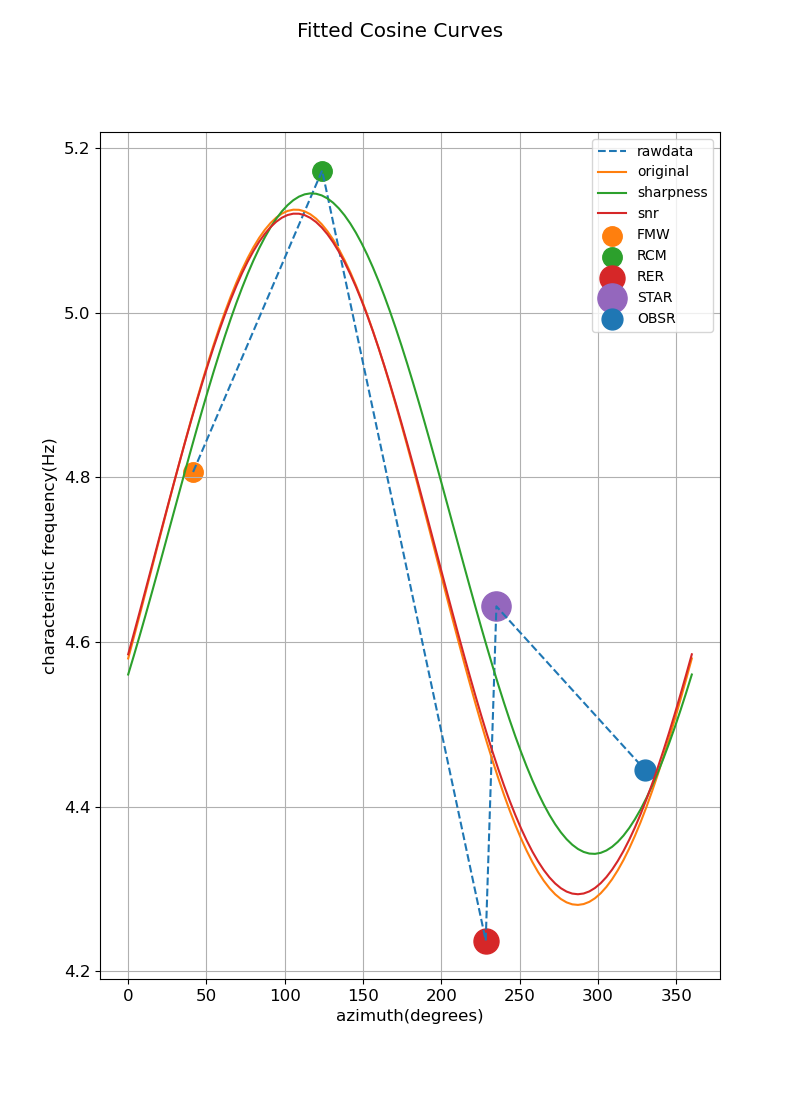 Fitted Cosine Curves
5.2
5.0
4.8
4.6
4.4
4.2
characteristic frequency(Hz)
rawdata
original
sharpness
snr
FMW
RCM
RER
STAR
OBSR
0 50 100 150 200 250 300 350
azimuth(degrees)